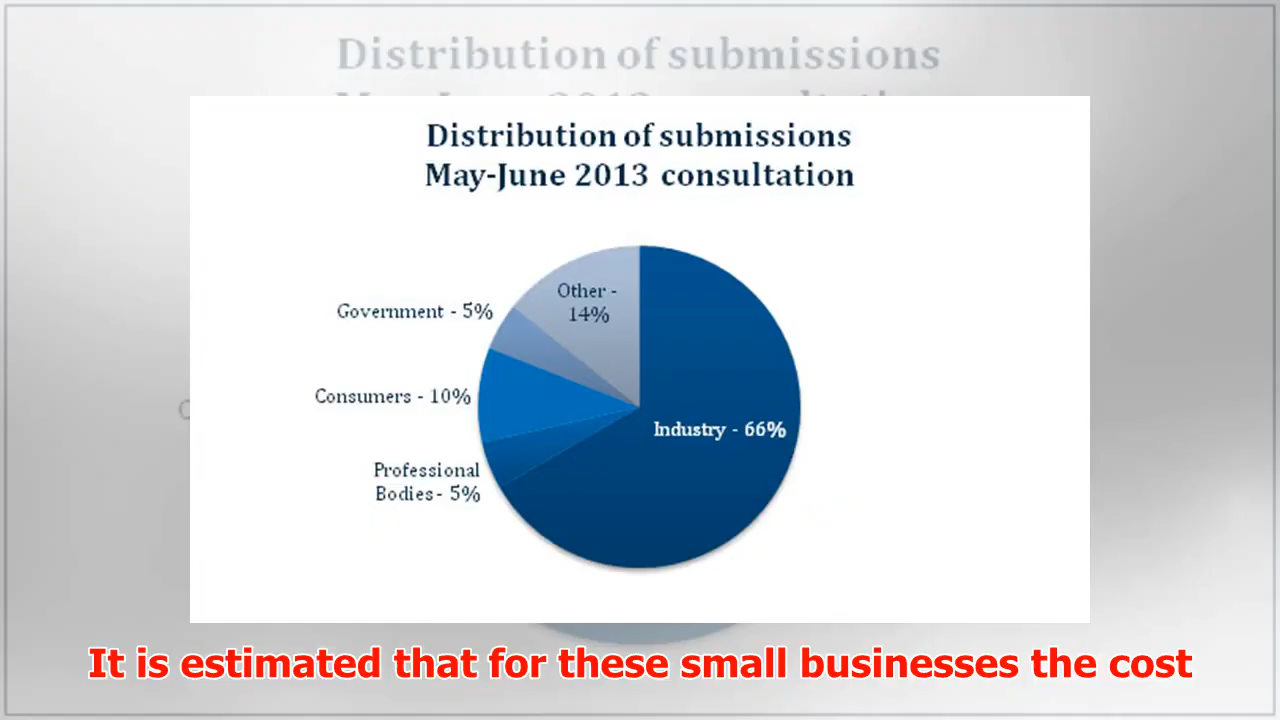 Distribution of submissions
Distribution of submissions
May-June 2013 consultation
Other -
14%
Government - 5%
Consumers - 10%
Industry - 66%
Professional
Bodies- 5%
It is estimated that for these small businesses the cost